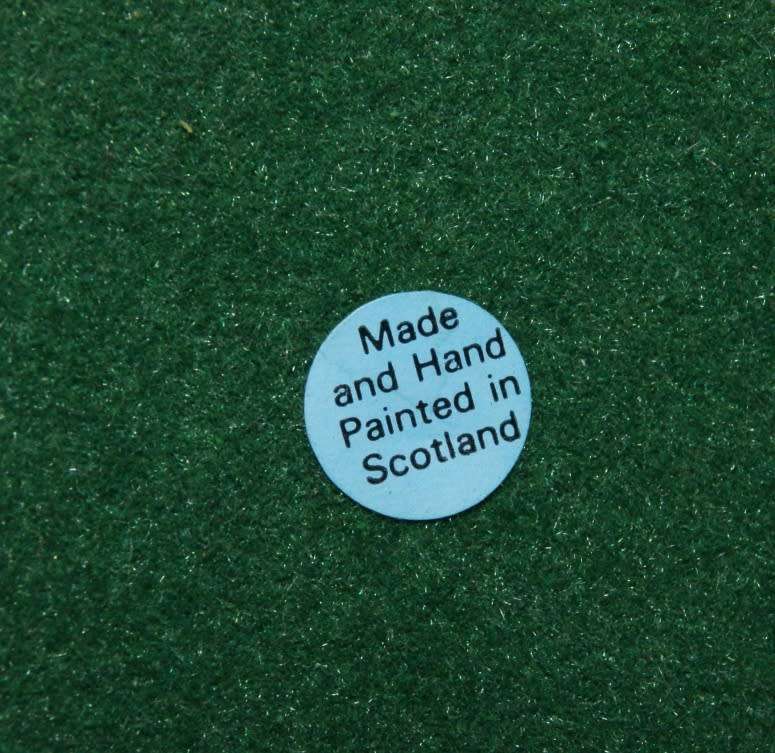 Made
and Hand
Painted in
Scotland